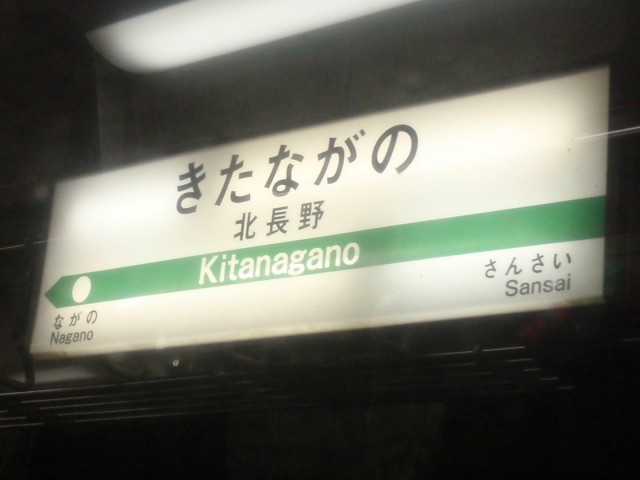 きたながの
北長野
Kitanagano
ながの
Nagano
さんさい
Sansai